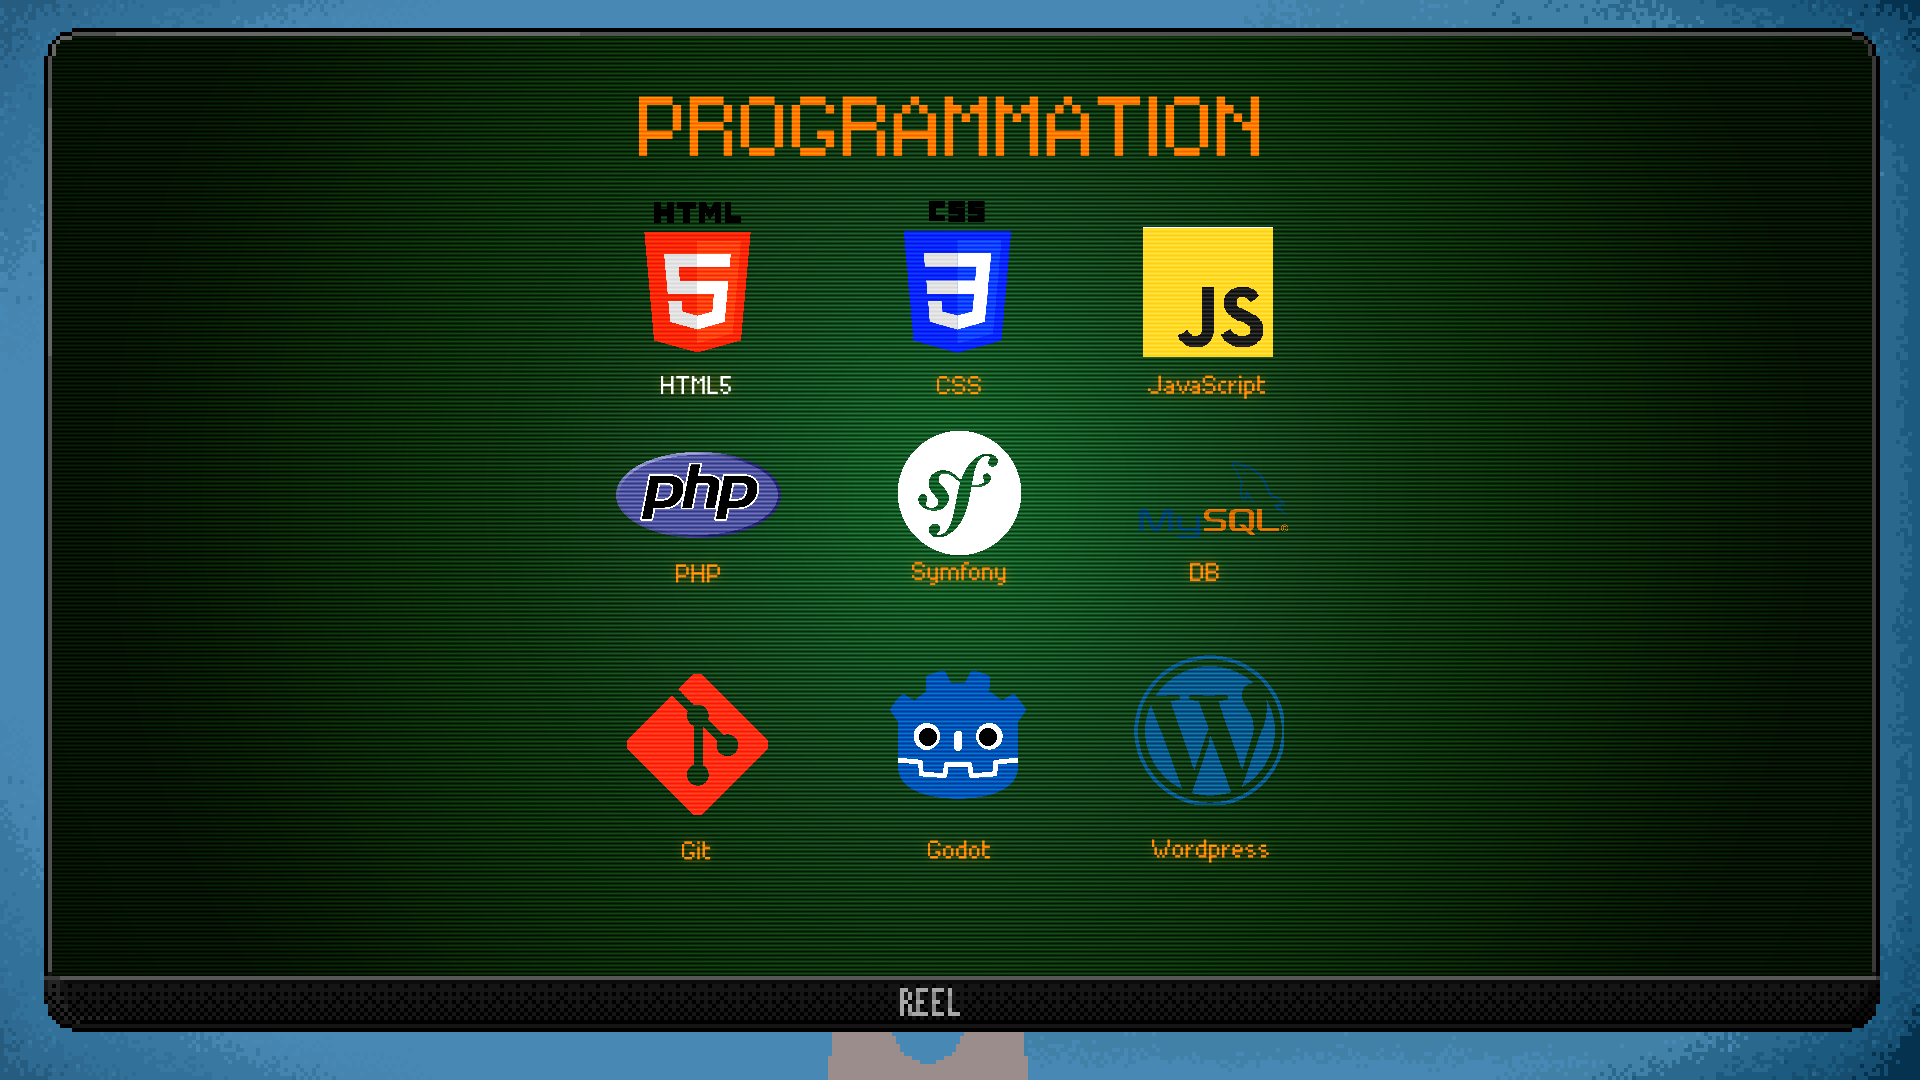 PROGRAMMATION
HTML CSS
5 3 JS
HTML5 CSS JavaScript
php sf MySQL©
PHP Symfony DB
W
Git Godot Wordpress
REEL